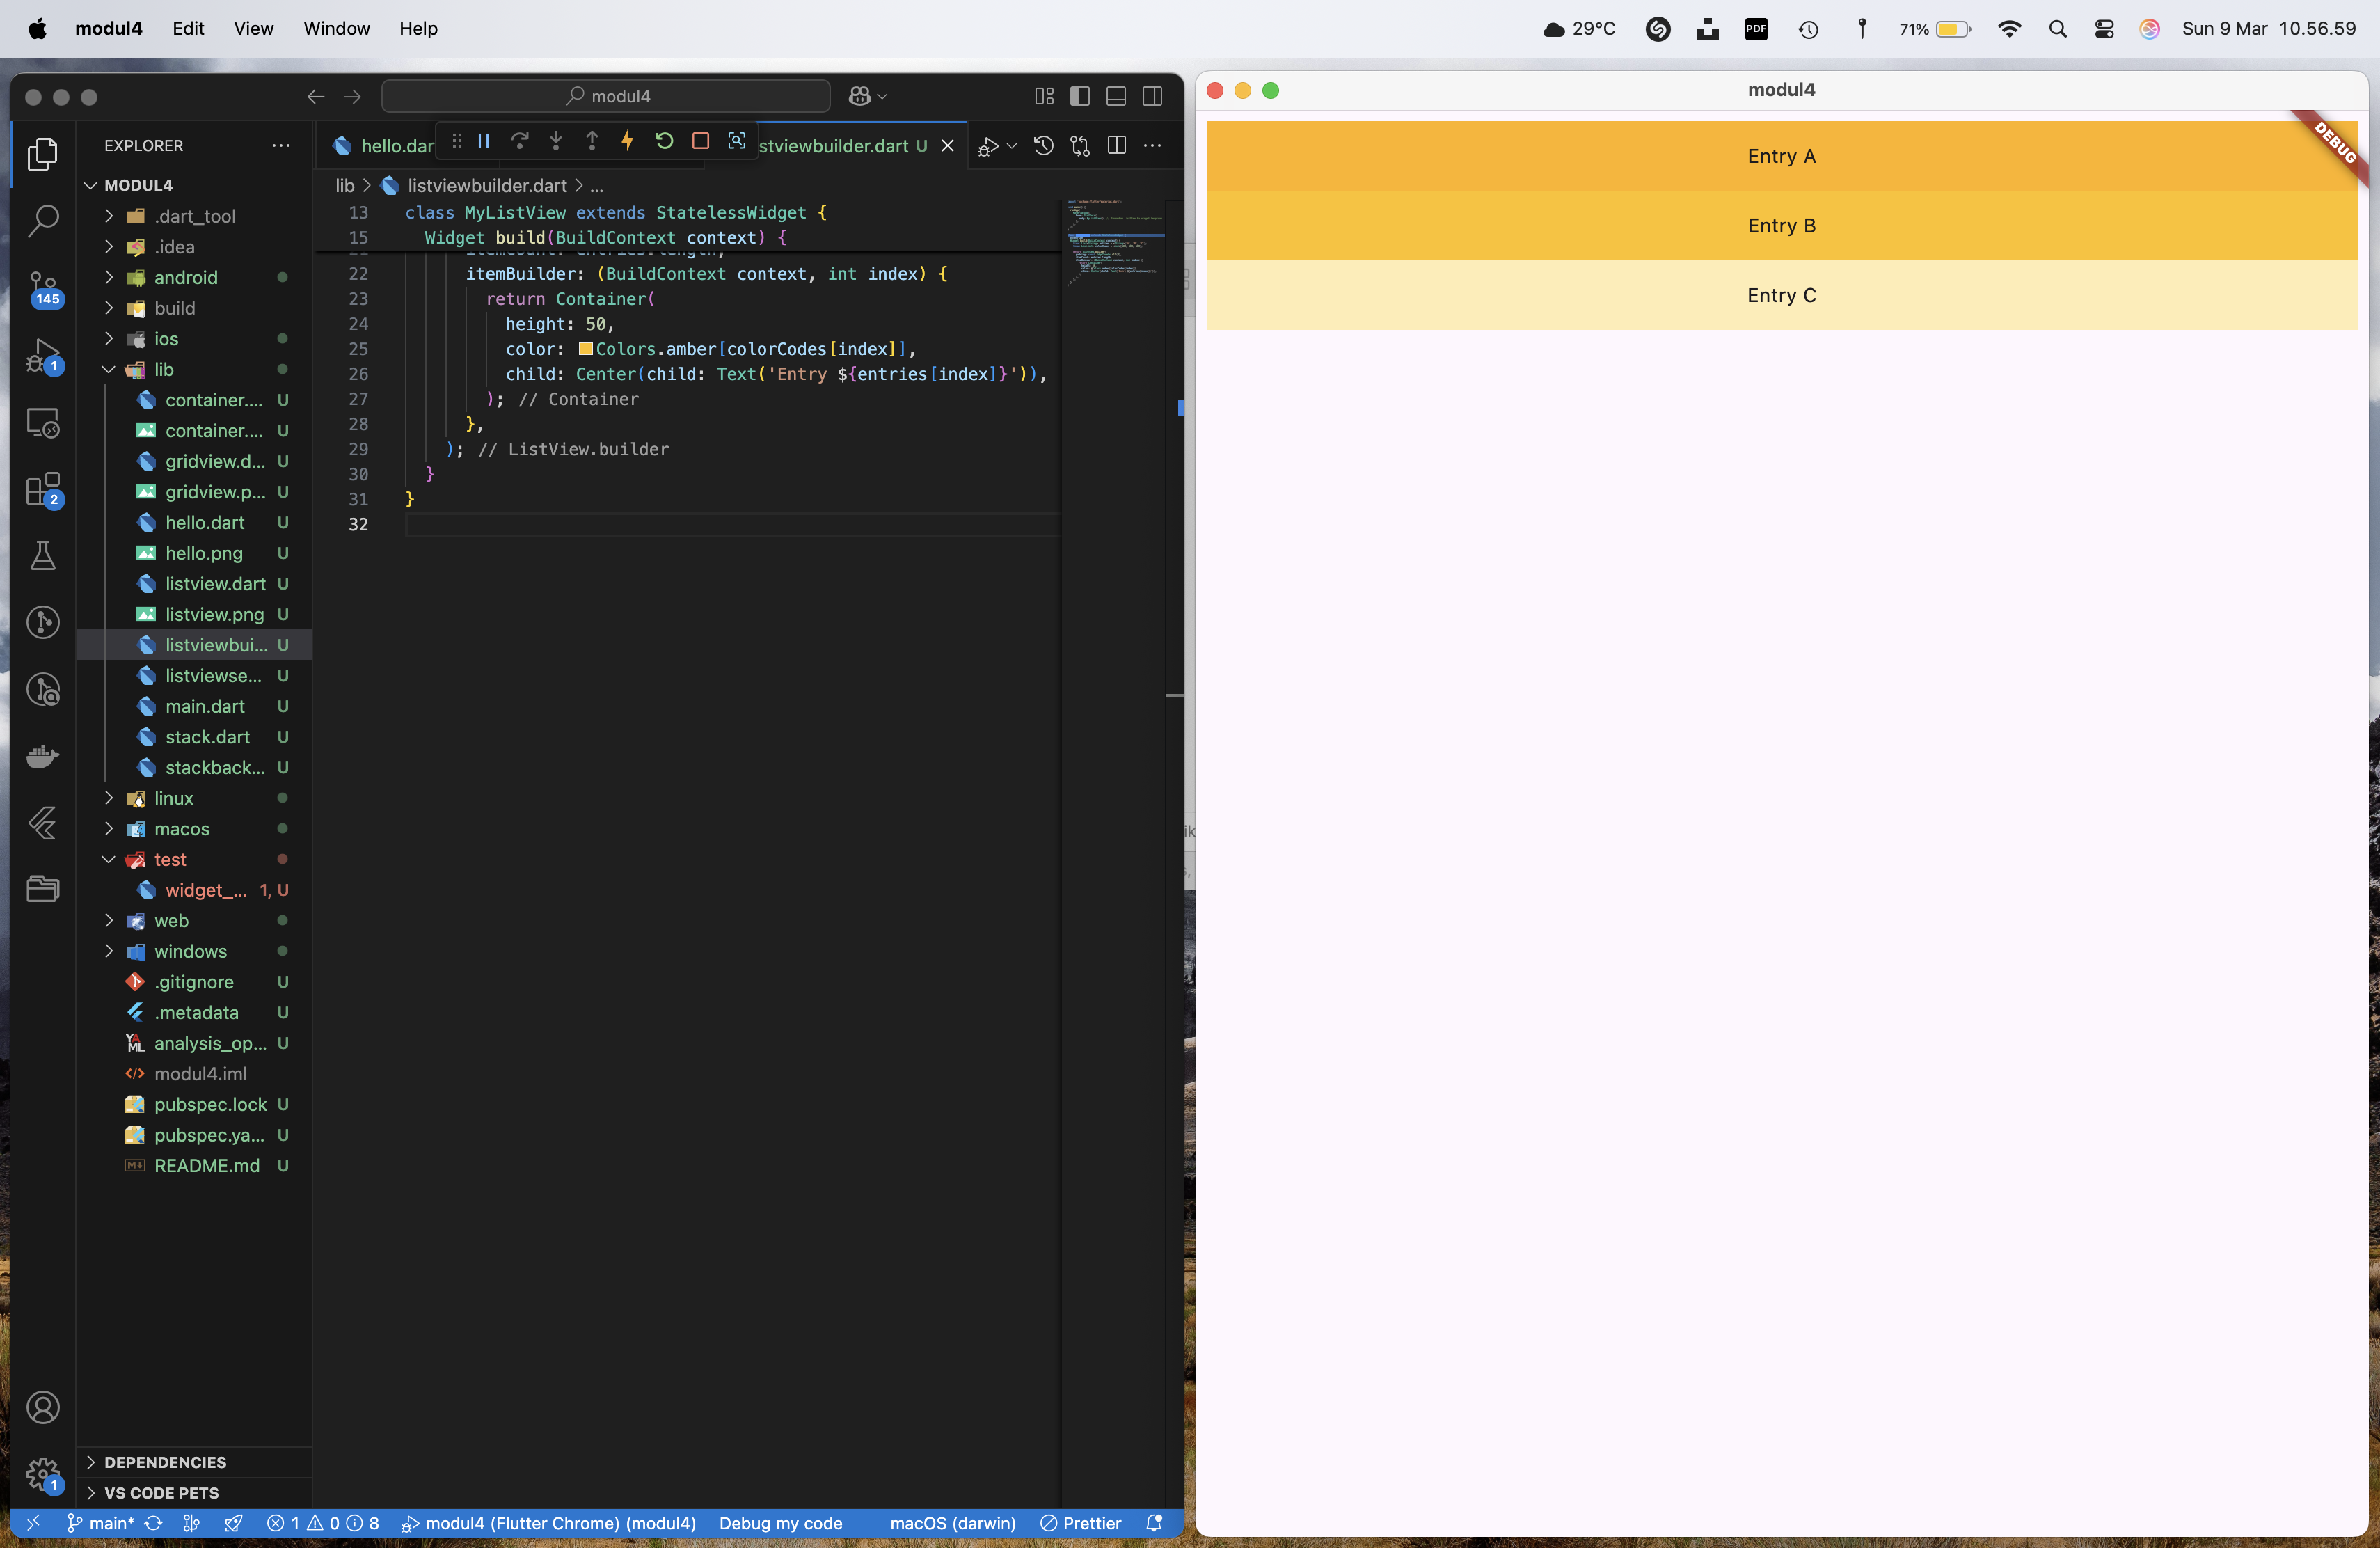 modul4 Edit View Window Help
29°C
PDF
71%
Sun 9 Mar 10.56.59
modul4
EXPLORER
MODUL4
.dart_tool
.idea
android
build
ios
lib
container.... U
container.... U
gridview.d... U
gridview.p... U
hello.dart U
hello.png U
listview.dart U
listview.png U
listviewbui... U
listviewse... U
main.dart U
stack.dart U
stackback... U
linux
macos
test
widget_... 1, U
web
windows
.gitignore U
.metadata U
analysis_op... U
modul4.iml
pubspec.lock U
pubspec.ya... U
README.md U
DEPENDENCIES
VS CODE PETS
145
1
2
1
hello.dar
stviewbuilder.dart U
lib > listviewbuilder.dart > ...
13 class MyListView extends StatelessWidget {
15 Widget build(BuildContext context) {
22 itemBuilder: (BuildContext context, int index) {
23 return Container(
24 height: 50,
25 color: Colors.amber[colorCodes[index]],
26 child: Center(child: Text('Entry ${entries[index]}')),
27 ); // Container
28 },
29 ); // ListView.builder
30 }
31 }
32
main* 1 0 8 modul4 (Flutter Chrome) (modul4) Debug my code macOS (darwin) Prettier
modul4
DEBUG
Entry A
Entry B
Entry C